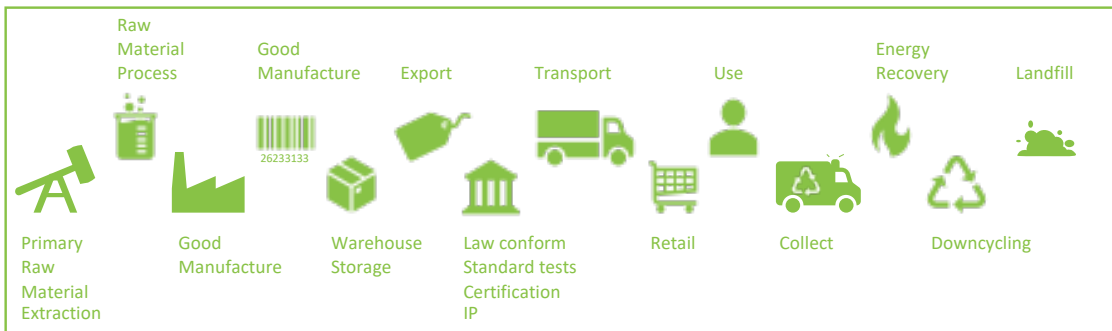 Raw
Material
Process
Good
Manufacture
Export
Transport
Use
Energy
Recovery
Landfill
26233133
Primary
Raw
Material
Extraction
Good
Manufacture
Warehouse
Storage
Law conform
Standard tests
Certification
IP
Retail
Collect
Downcycling